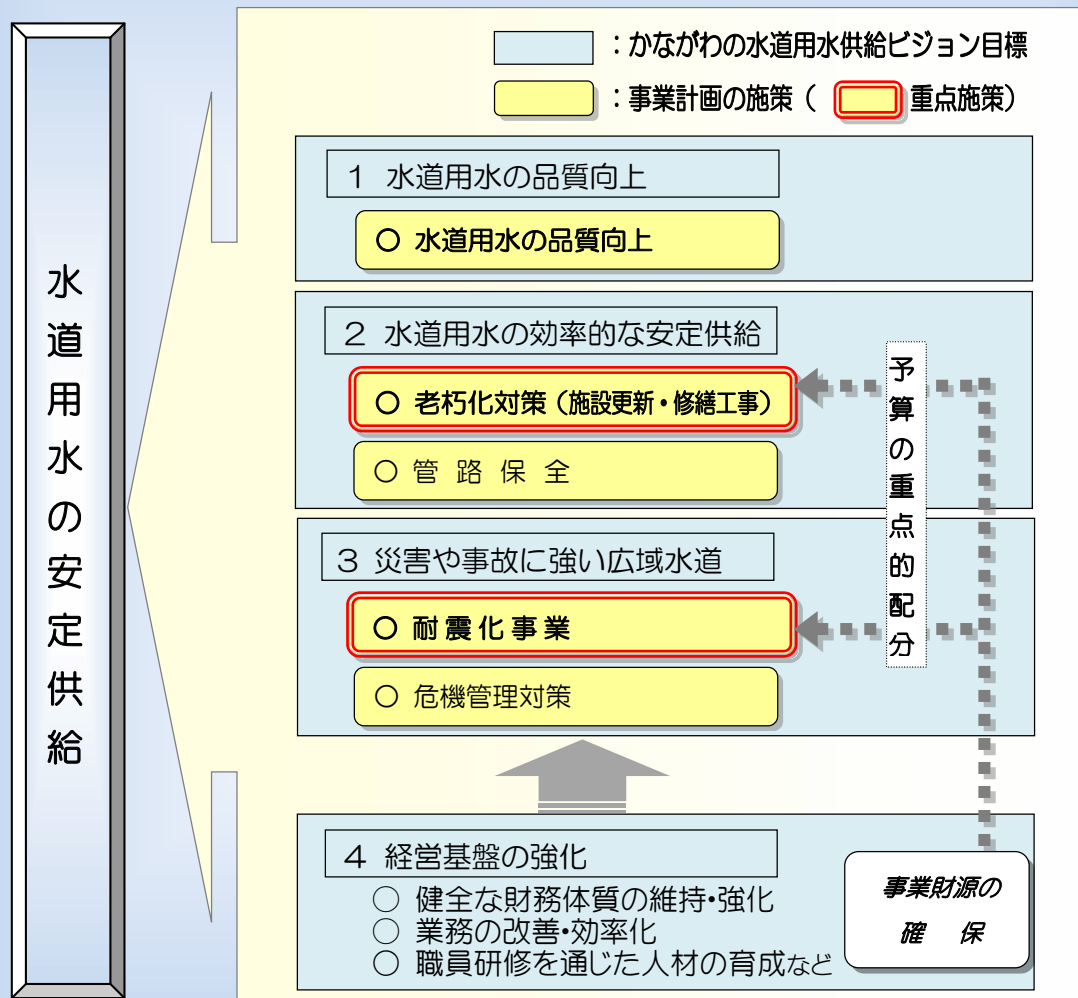 水道用水の安定供給
：かながわの水道用水供給ビジョン目標
：事業計画の施策（　　　重点施策）
１ 水道用水の品質向上
○ 水道用水の品質向上
２ 水道用水の効率的な安定供給
○ 老朽化対策（施設更新・修繕工事）
○ 管 路 保 全
予算の重点的配分
３ 災害や事故に強い広域水道
○ 耐 震 化 事 業
○ 危機管理対策
４ 経営基盤の強化
○ 健全な財務体質の維持・強化
○ 業務の改善・効率化
○ 職員研修を通じた人材の育成など
事業財源の
確　保